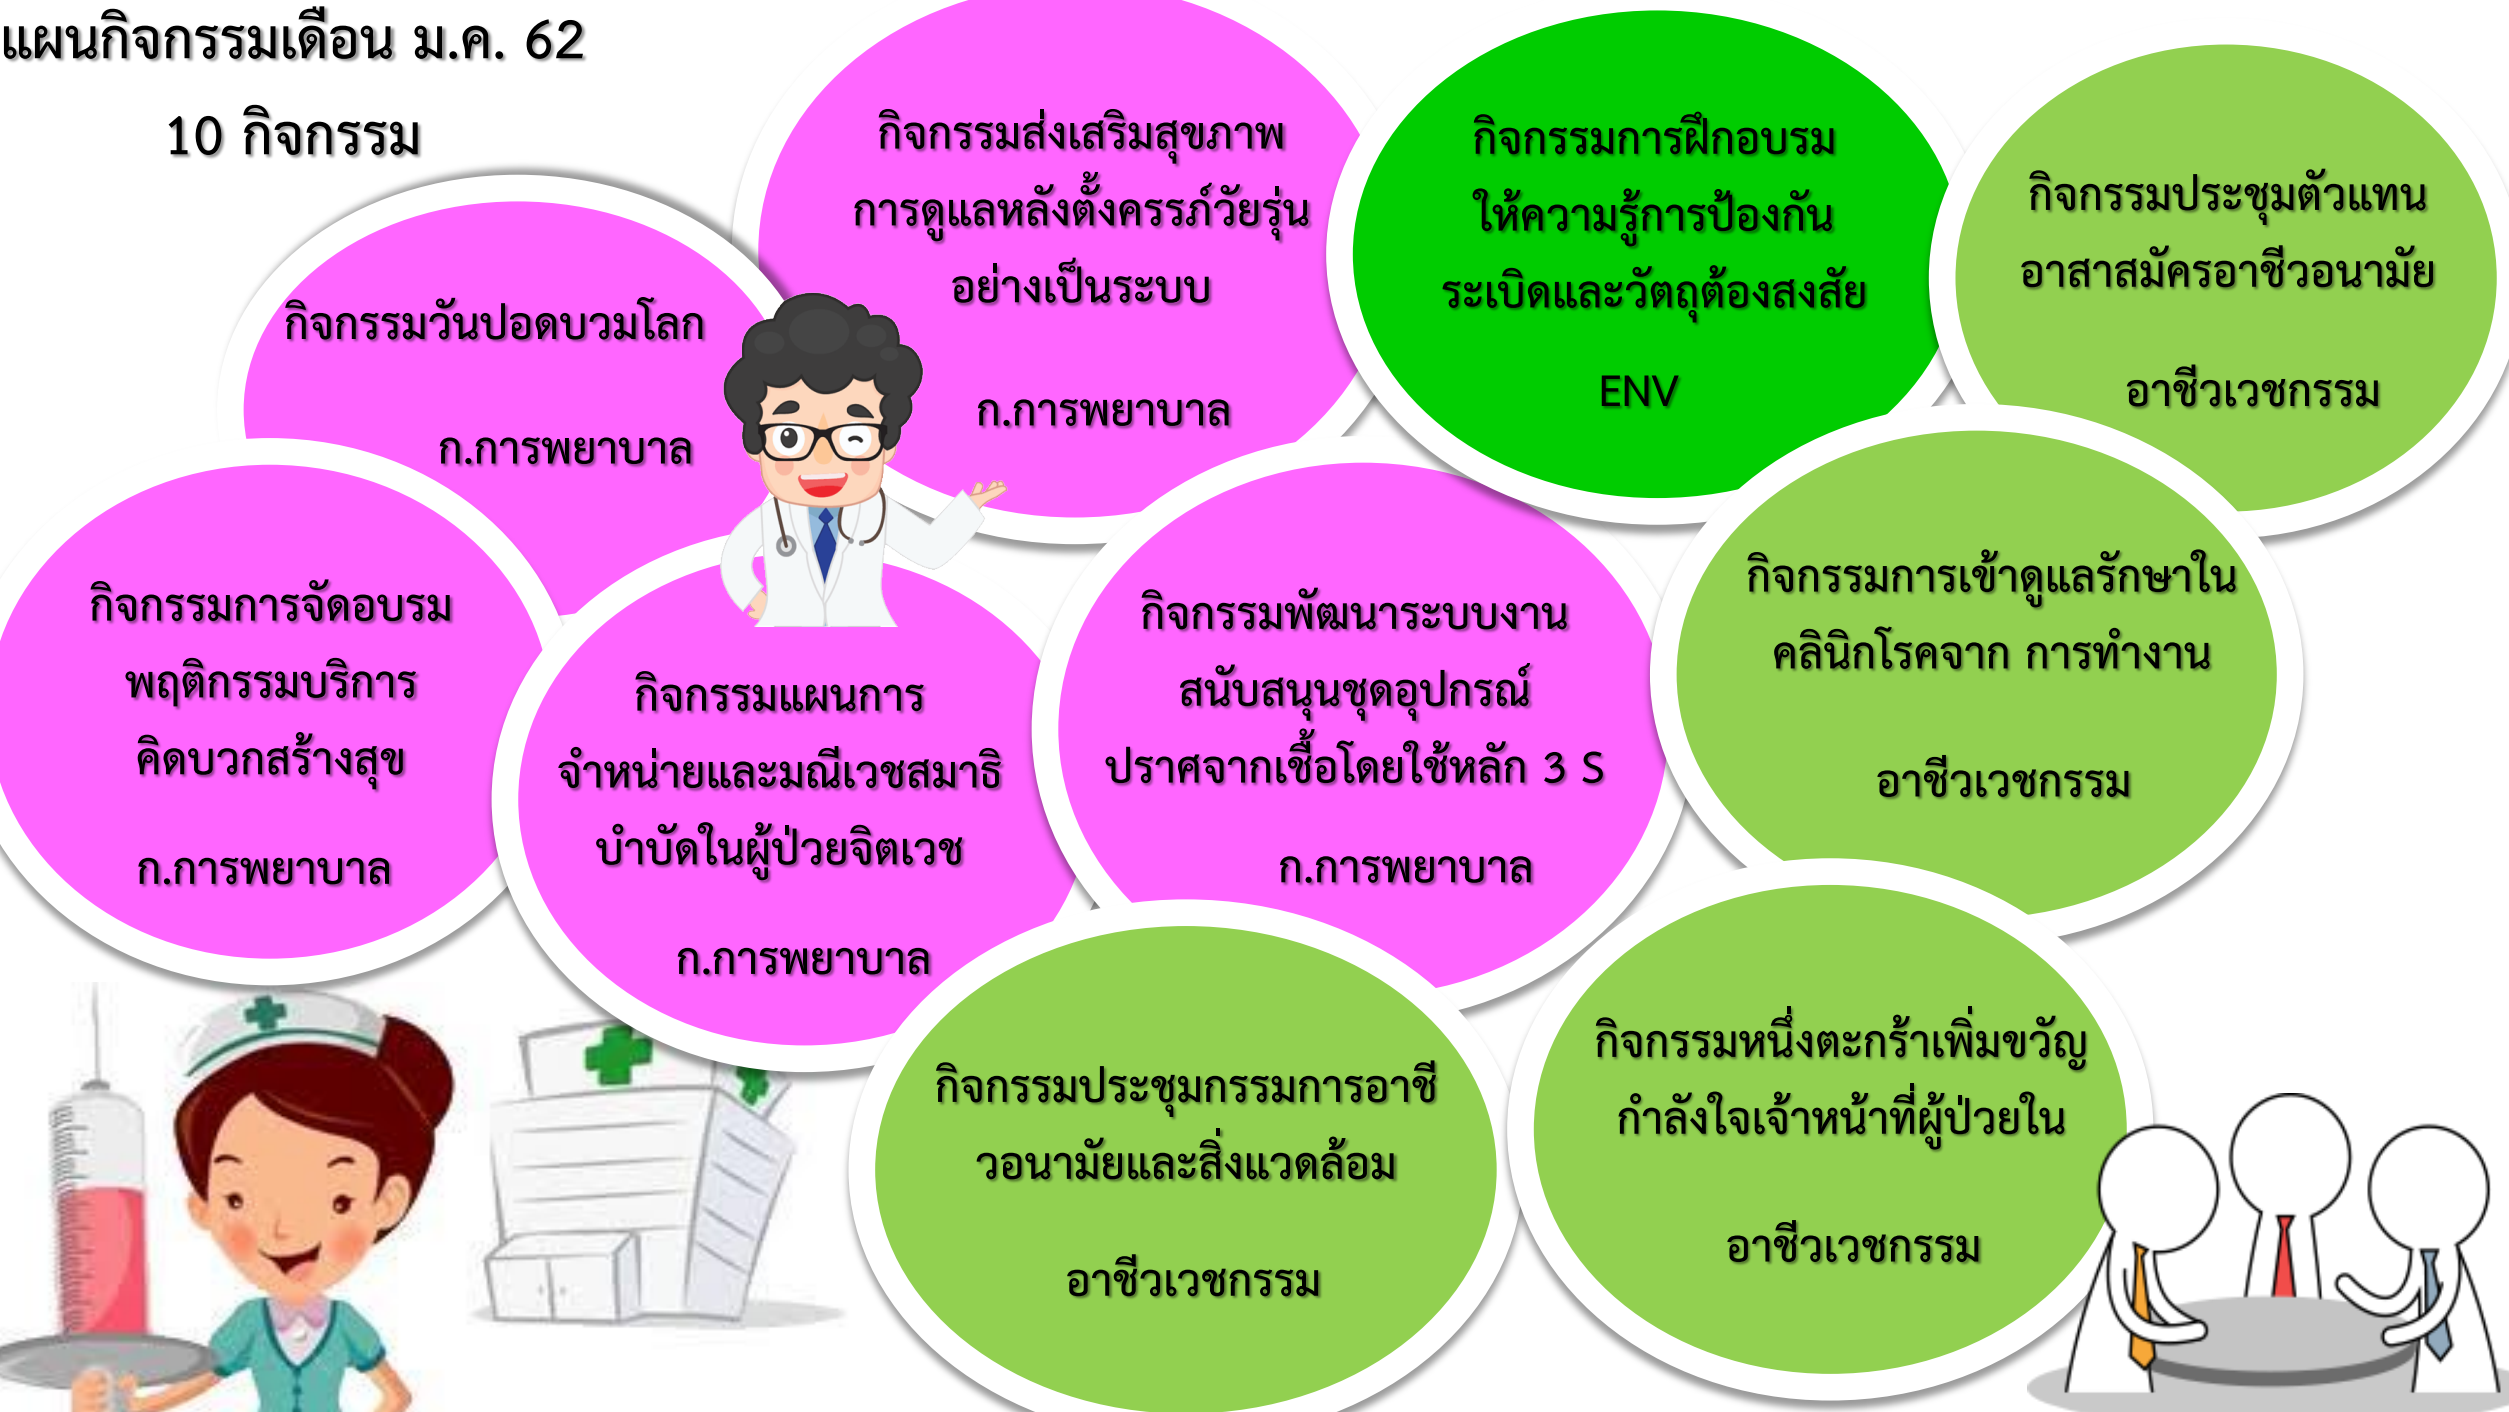 แผนกิจกรรมเดือน ม.ค. 62
10 กิจกรรม
กิจกรรมส่งเสริมสุขภาพ
การดูแลหลังตั้งครรภ์วัยรุ่น
อย่างเป็นระบบ
ก.การพยาบาล
กิจกรรมการฝึกอบรม
ให้ความรู้การป้องกัน
ระเบิดและวัตถุต้องสงสัย
ENV
กิจกรรมประชุมตัวแทน
อาสาสมัครอาชีวอนามัย
อาชีวเวชกรรม
กิจกรรมวันปอดบวมโลก
ก.การพยาบาล
กิจกรรมการจัดอบรม
พฤติกรรมบริการ
คิดบวกสร้างสุข
ก.การพยาบาล
กิจกรรมแผนการ
จำหน่ายและมณีเวชสมาธิ
บำบัดในผู้ป่วยจิตเวช
ก.การพยาบาล
กิจกรรมพัฒนาระบบงาน
สนับสนุนชุดอุปกรณ์
ปราศจากเชื้อโดยใช้หลัก 3 S
ก.การพยาบาล
กิจกรรมการเข้าดูแลรักษาใน
คลินิกโรคจาก การทำงาน
อาชีวเวชกรรม
กิจกรรมประชุมกรรมการอาชี
วอนามัยและสิ่งแวดล้อม
อาชีวเวชกรรม
กิจกรรมหนึ่งตะกร้าเพิ่มขวัญ
กำลังใจเจ้าหน้าที่ผู้ป่วยใน
อาชีวเวชกรรม